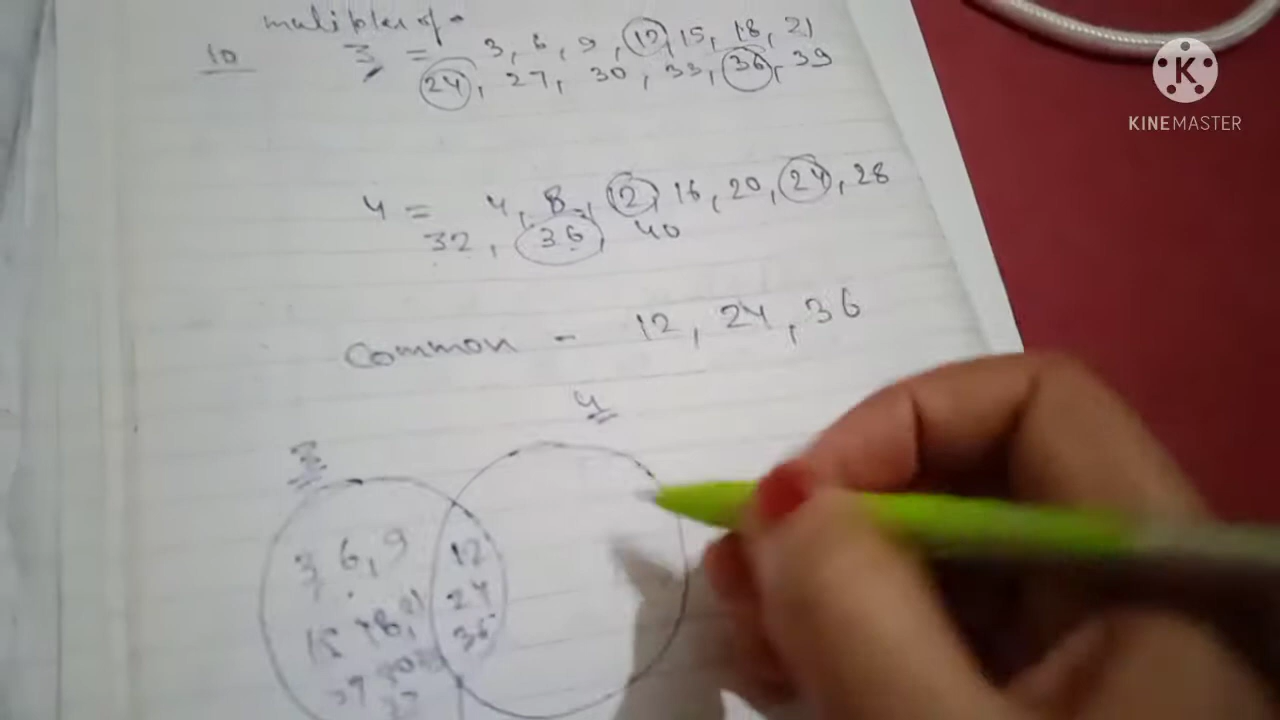 multiples of
10 3 = 3, 6, 9, 12, 15, 18, 21
24, 27, 30, 33, 36, 39
4 = 4, 8, 12, 16, 20, 24, 28
32, 36, 40
Common - 12, 24, 36
4
3
3 6, 9
15 18, 21
12
24
36
K
KINEMASTER